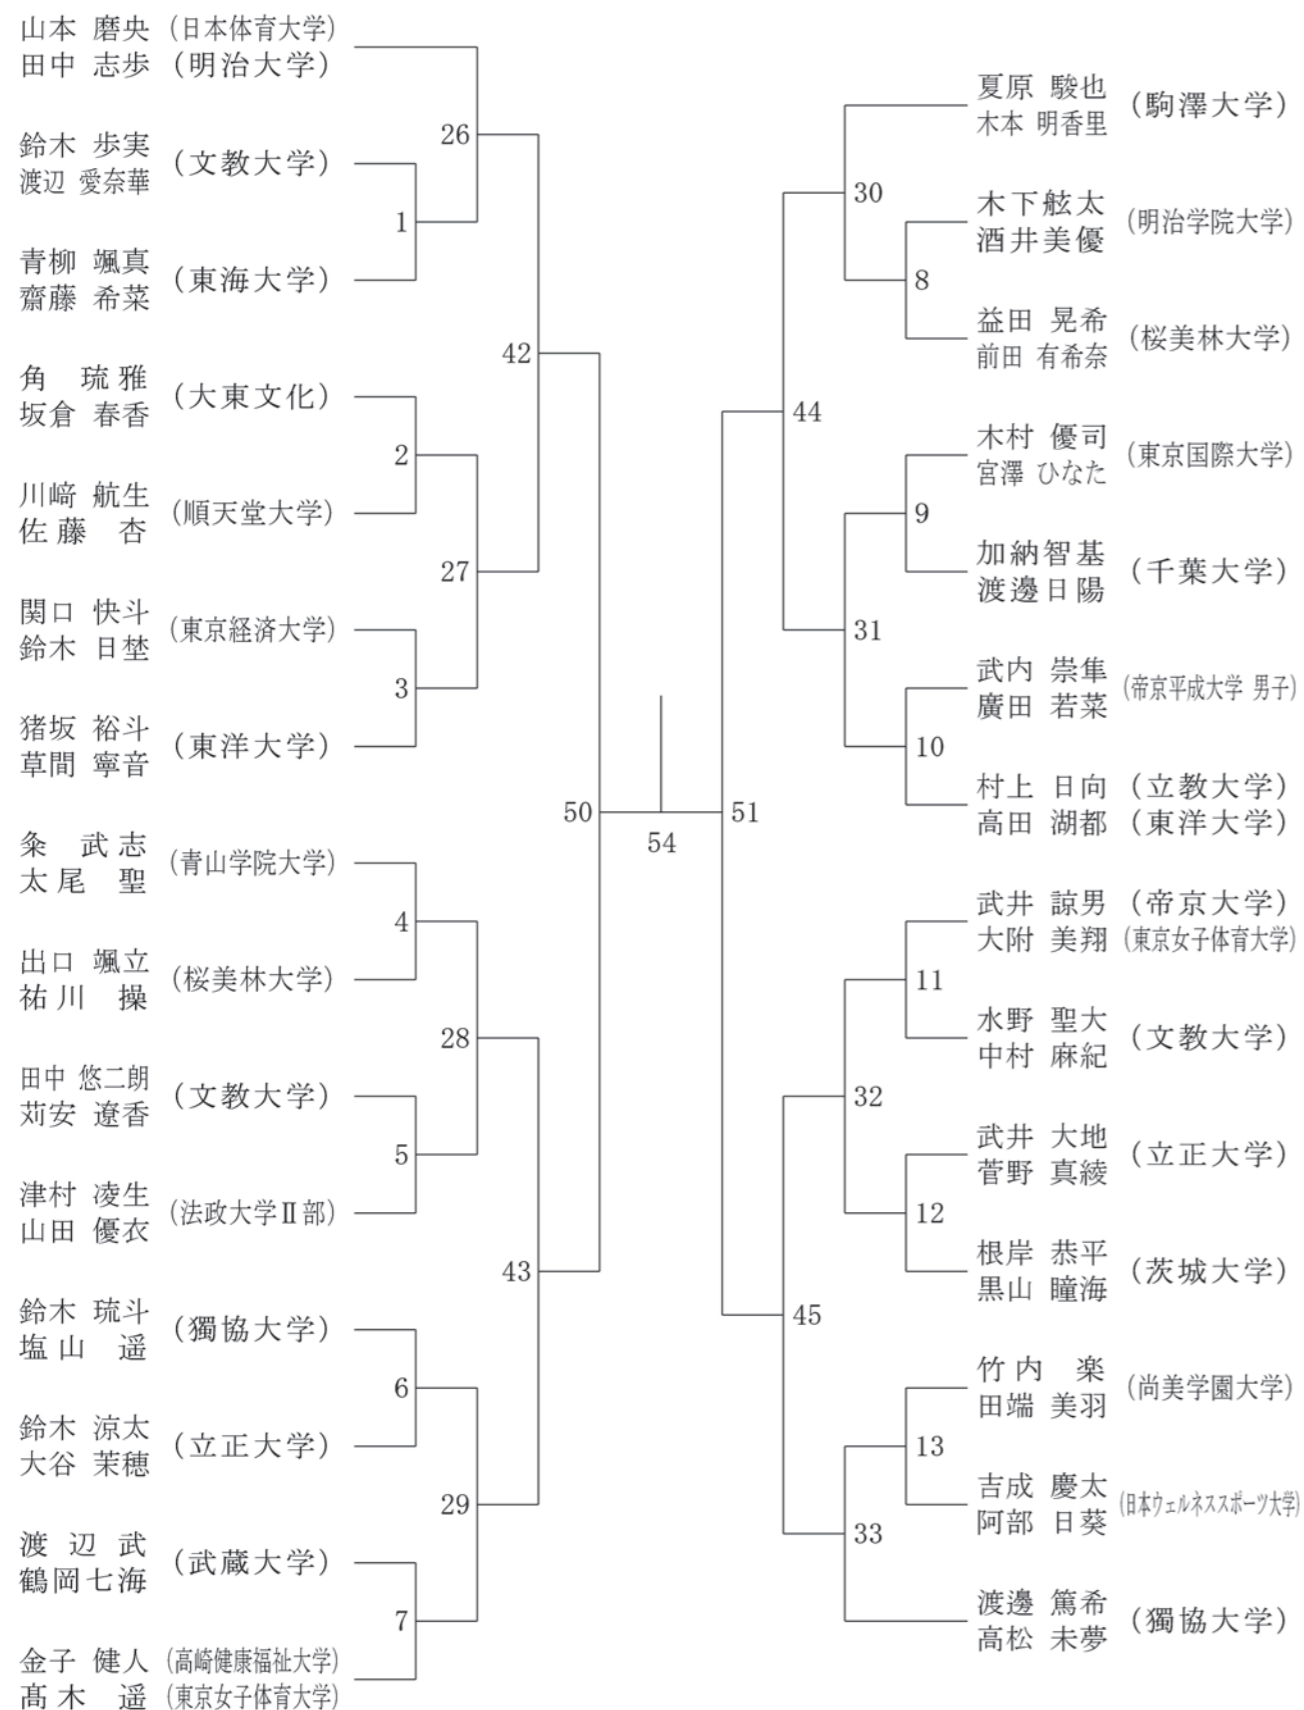 山本 磨央 (日本体育大学)
田中 志歩 (明治大学)
鈴木 歩実
渡辺 愛奈華
(文教大学)
青柳 颯真
齋藤 希菜
(東海大学)
角 琉雅
坂倉 春香
(大東文化)
川﨑 航生
佐藤 杏
(順天堂大学)
関口 快斗
鈴木 日埜
(東京経済大学)
猪坂 裕斗
草間 寧音
(東洋大学)
粂 武志
太尾 聖
(青山学院大学)
出口 颯立
祐川 操
(桜美林大学)
田中 悠二朗
苅安 遼香
(文教大学)
津村 凌生
山田 優衣
(法政大学Ⅱ部)
鈴木 琉斗
塩山 遥
(獨協大学)
鈴木 涼太
大谷 茉穂
(立正大学)
渡辺 武
鶴岡七海
(武蔵大学)
金子 健人 (高崎健康福祉大学)
髙木 遥 (東京女子体育大学)
1
2
3
4
5
6
7
26
27
28
29
42
43
50
54
51
44
45
30
31
32
33
8
9
10
11
12
13
夏原 駿也
木本 明香里
(駒澤大学)
木下舷太
酒井美優
(明治学院大学)
益田 晃希
前田 有希奈
(桜美林大学)
木村 優司
宮澤 ひなた
(東京国際大学)
加納智基
渡邊日陽
(千葉大学)
武内 崇隼
廣田 若菜
(帝京平成大学 男子)
村上 日向 (立教大学)
高田 湖都 (東洋大学)
武井 諒男 (帝京大学)
大附 美翔 (東京女子体育大学)
水野 聖大
中村 麻紀
(文教大学)
武井 大地
菅野 真綾
(立正大学)
根岸 恭平
黒山 瞳海
(茨城大学)
竹内 楽
田端 美羽
(尚美学園大学)
吉成 慶太
阿部 日葵
(日本ウェルネススポーツ大学)
渡邊 篤希
高松 未夢
(獨協大学)